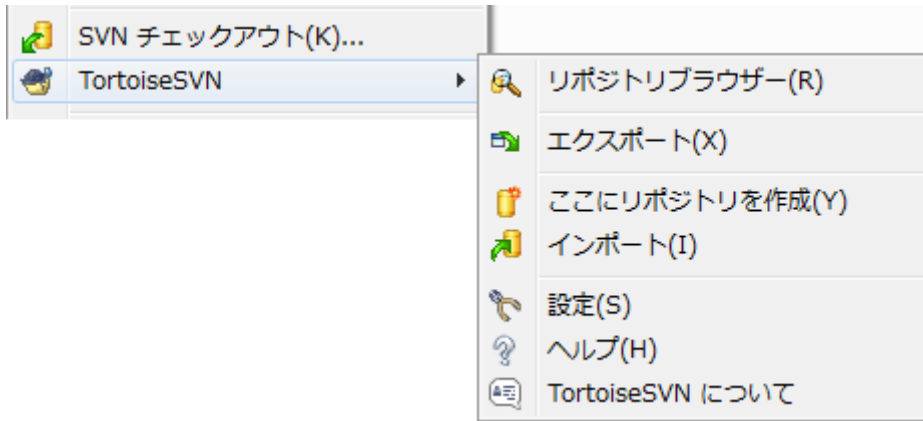 SVN チェックアウト(K)...
TortoiseSVN
リポジトリブラウザー(R)
エクスポート(X)
ここにリポジトリを作成(Y)
インポート(I)
設定(S)
ヘルプ(H)
TortoiseSVN について